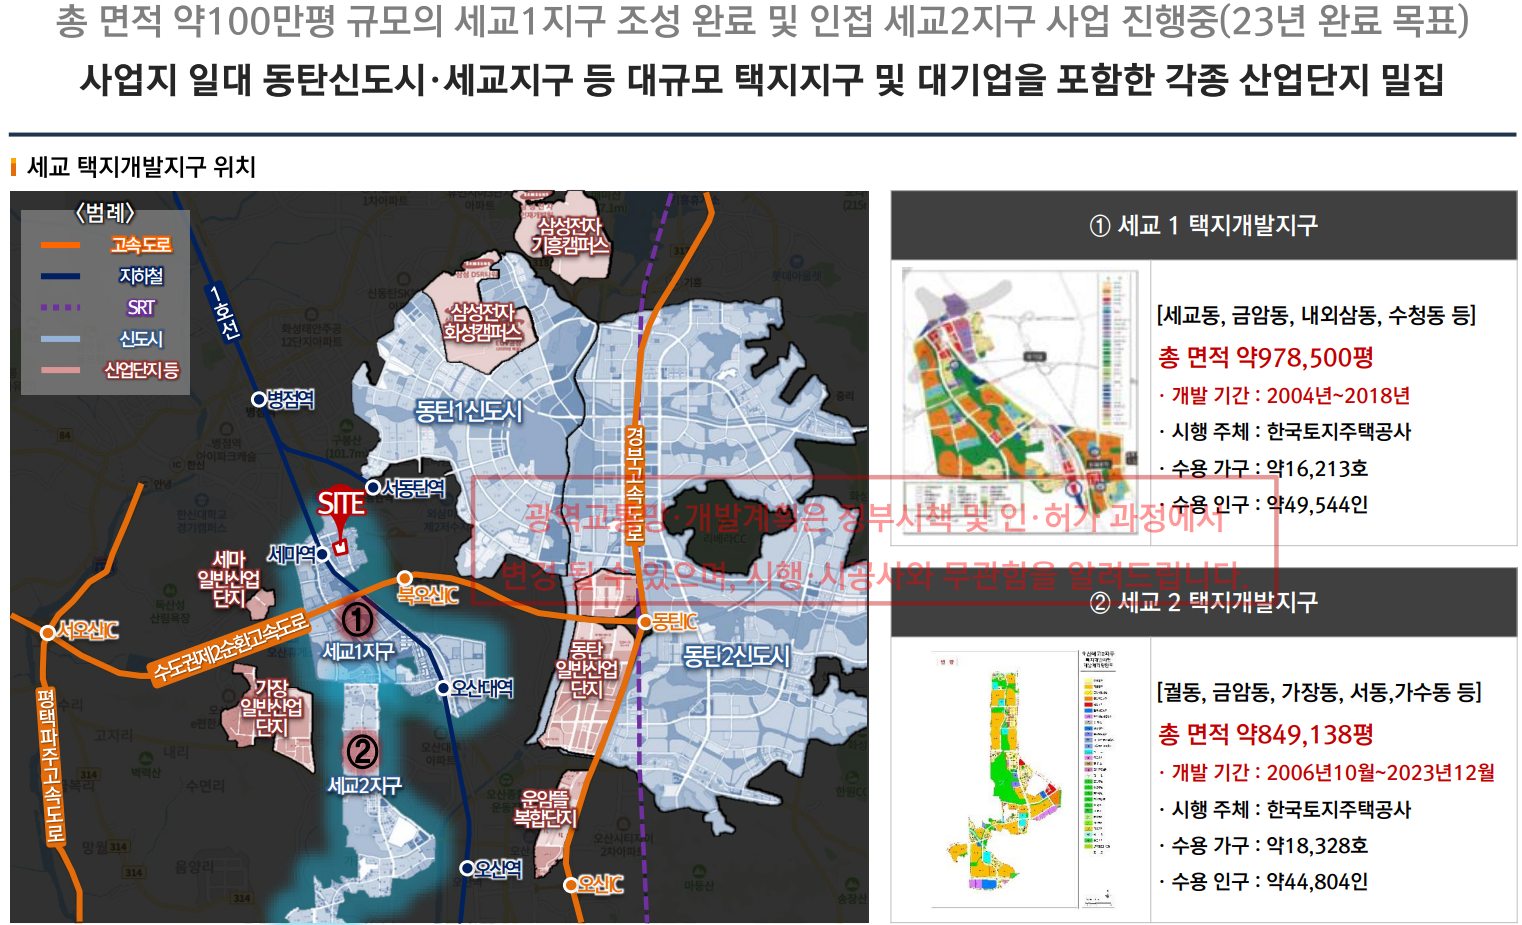 총 면적 약100만평 규모의 세교1지구 조성 완료 및 인접 세교2지구 사업 진행중(23년 완료 목표)
사업지 일대 동탄신도시·세교지구 등 대규모 택지지구 및 대기업을 포함한 각종 산업단지 밀집
세교 택지개발지구 위치
〈범례〉
고속도로
지하철
SRT
신도시
산업단지 등
삼성전자
기흥캠퍼스
삼성전자
화성캠퍼스
1호선
병점역
동탄1신도시
경부고속도로
서동탄역
SITE
세마역
세마
일반산업
단지
북오산IC
①
세교1지구
서오산IC
수도권제2순환고속도로
동탄IC
동탄
일반산업
단지
동탄2신도시
가장
일반산업
단지
오산대역
평택파주고속도로
②
세교2지구
운암뜰
복합단지
오산역
오산IC
광역교통망·개발계획은 정부시책 및 인·허가 과정에서
변경 될 수 있으며, 시행·시공사와 무관함을 알려드립니다.
① 세교 1 택지개발지구
[세교동, 금암동, 내외삼동, 수청동 등]
총 면적 약978,500평
· 개발 기간 : 2004년~2018년
· 시행 주체 : 한국토지주택공사
· 수용 가구 : 약16,213호
· 수용 인구 : 약49,544인
② 세교 2 택지개발지구
[궐동, 금암동, 가장동, 서동,가수동 등]
총 면적 약849,138평
· 개발 기간 : 2006년10월~2023년12월
· 시행 주체 : 한국토지주택공사
· 수용 가구 : 약18,328호
· 수용 인구 : 약44,804인